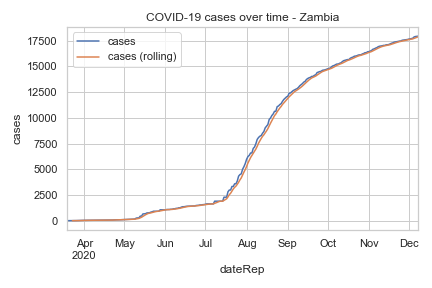 COVID-19 cases over time - Zambia
cases
cases (rolling)
17500
15000
12500
10000
7500
5000
2500
0
cases
Apr May Jun Jul Aug Sep Oct Nov Dec
2020
dateRep